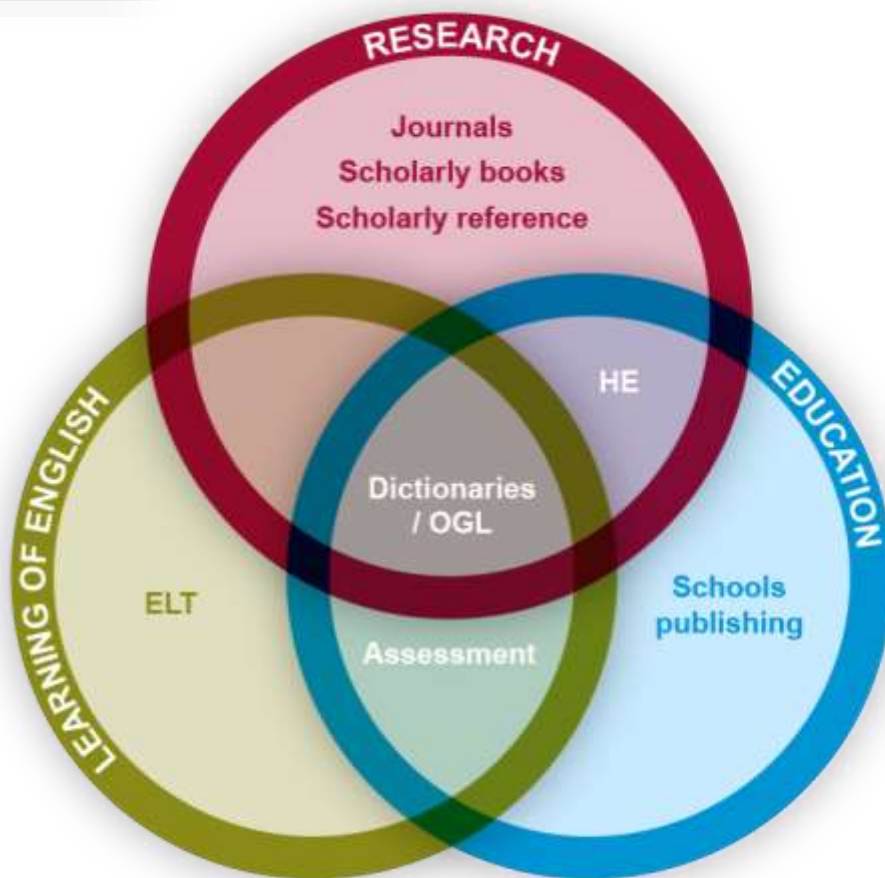 RESEARCH
Journals
Scholarly books
Scholarly reference
HE
EDUCATION
LEARNING OF ENGLISH
Dictionaries
/ OGL
ELT
Schools
publishing
Assessment